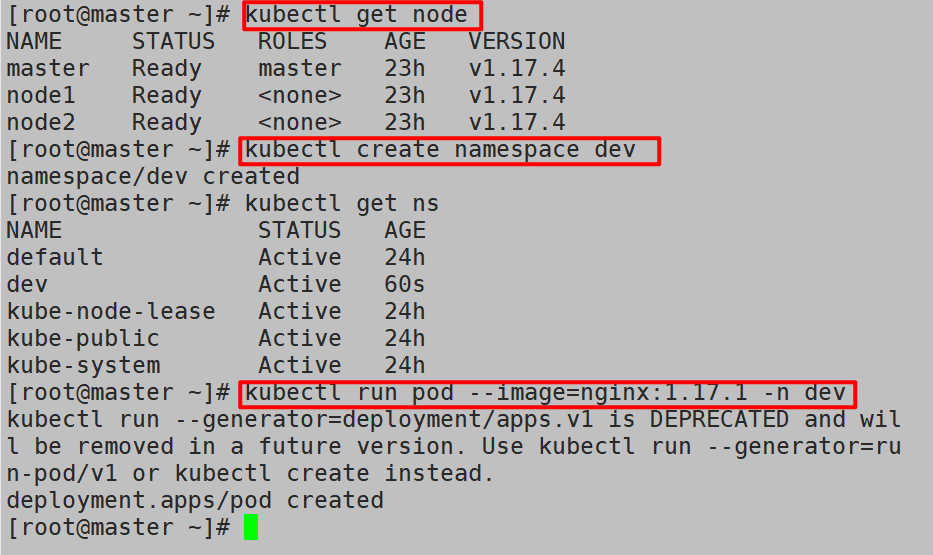 [root@master ~]# kubectl get node
NAME     STATUS   ROLES    AGE   VERSION
master   Ready    master   23h   v1.17.4
node1    Ready    <none>   23h   v1.17.4
node2    Ready    <none>   23h   v1.17.4
[root@master ~]# kubectl create namespace dev
namespace/dev created
[root@master ~]# kubectl get ns
NAME              STATUS   AGE
default           Active   24h
dev               Active   60s
kube-node-lease   Active   24h
kube-public       Active   24h
kube-system       Active   24h
[root@master ~]# kubectl run pod --image=nginx:1.17.1 -n dev
kubectl run --generator=deployment/apps.v1 is DEPRECATED and wil
l be removed in a future version. Use kubectl run --generator=ru
n-pod/v1 or kubectl create instead.
deployment.apps/pod created
[root@master ~]#